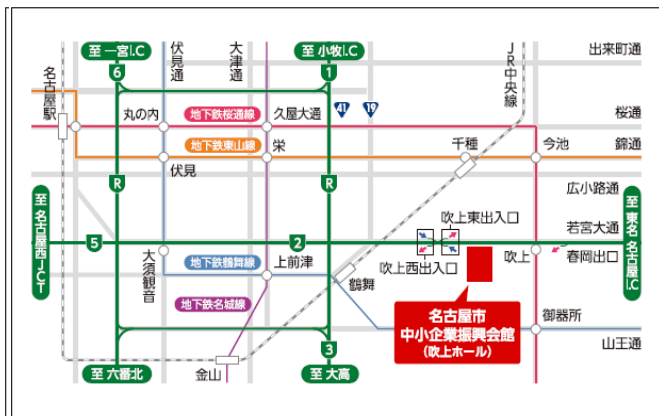 至 一宮I.C
伏見通
大津通
至 小牧I.C
JR中央線
出来町通
6
1
名古屋駅
丸の内
地下鉄桜通線
久屋大通
41
19
桜通
地下鉄東山線
栄
千種
今池
錦通
伏見
R
R
広小路通
至 名古屋西JCT
吹上東出入口
若宮大通
至 東名 名古屋I.C
5
2
大須観音
地下鉄鶴舞線
上前津
吹上西出入口
吹上
春岡出口
鶴舞
地下鉄名城線
名古屋市
中小企業振興会館
(吹上ホール)
御器所
山王通
3
至 六番北
金山
至 大高